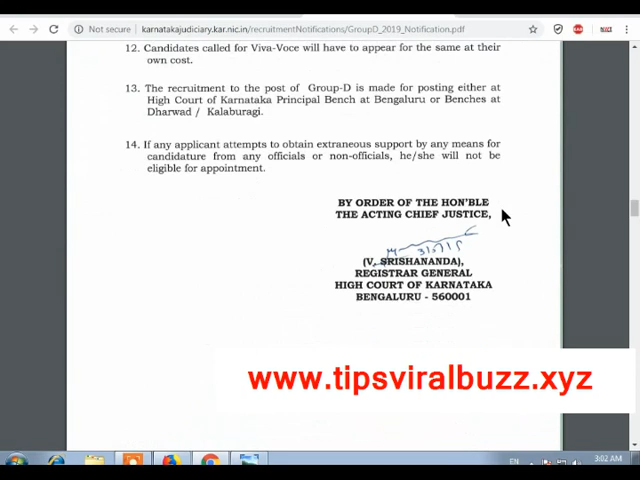 Not secure | karnatakajudiciary.kar.nic.in/recruitmentNotifications/GroupD_2019_Notification.pdf
12. Candidates called for Viva-Voce will have to appear for the same at their
own cost.
13. The recruitment to the post of Group-D is made for posting either at
High Court of Karnataka Principal Bench at Bengaluru or Benches at
Dharwad / Kalaburagi.
14. If any applicant attempts to obtain extraneous support by any means for
candidature from any officials or non-officials, he/she will not be
eligible for appointment.
BY ORDER OF THE HON'BLE
THE ACTING CHIEF JUSTICE,
(V. SRISHANANDA),
REGISTRAR GENERAL
HIGH COURT OF KARNATAKA
BENGALURU - 560001
www.tipsviralbuzz.xyz
EN
3:02 AM